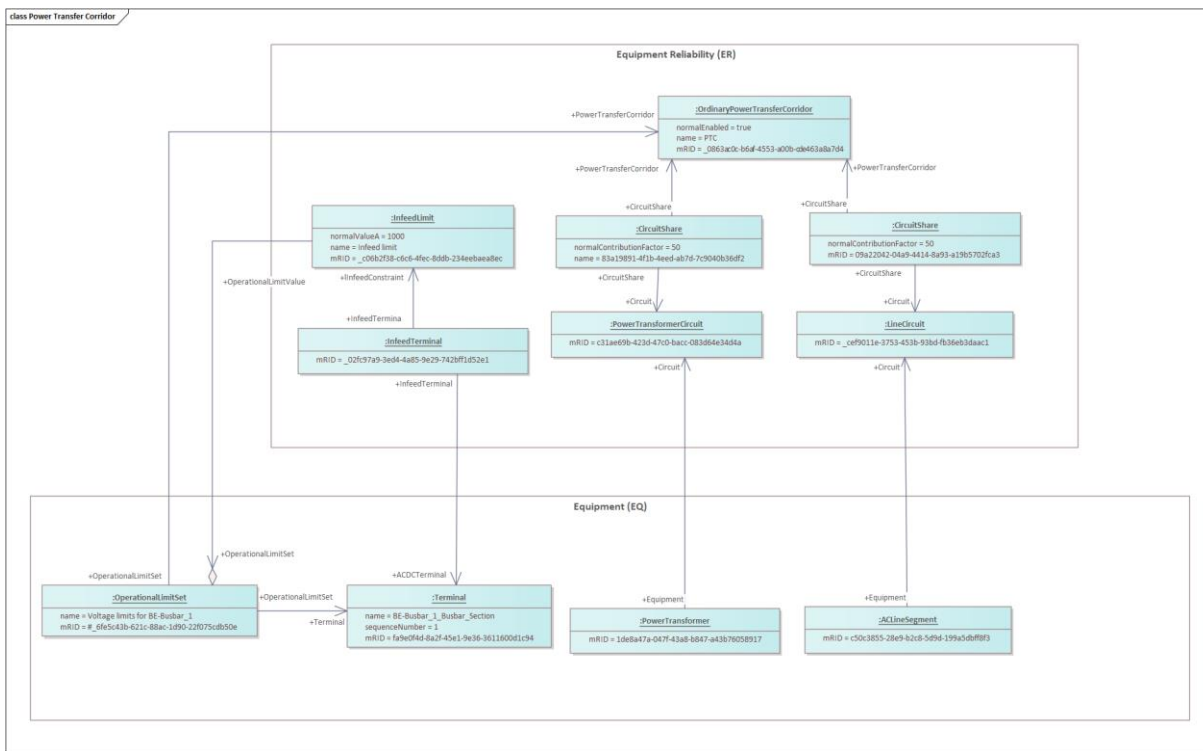 class Power Transfer Corridor
Equipment Reliability (ER)
:OrdinaryPowerTransferCorridor
normalEnabled = true
name = PTC
mRID = _0863ac0c-b6af-4553-a00b-cde463a8a7d4
+PowerTransferCorridor
+PowerTransferCorridor
+PowerTransferCorridor
+CircuitShare
+CircuitShare
:InfeedLimit
normalValueA = 1000
name = infeed limit
mRID = _c06b2f38-c6c6-4fec-8ddb-234eebaea8ec
:CircuitShare
normalContributionFactor = 50
name = 83a19891-4f1b-4eed-ab7d-7c9040b36df2
:CircuitShare
normalContributionFactor = 50
mRID = 09a22042-04a9-4414-8a93-a19b5702fca3
+OperationalLimitValue
+InfeedConstraint
+CircuitShare
+CircuitShare
+Circuit
+Circuit
+InfeedTermina
:InfeedTerminal
mRID = _02fc97a9-3ed4-4a85-9e29-742bff1d52e1
:PowerTransformerCircuit
mRID = c31ae69b-423d-47c0-bacc-083d64e34d4a
:LineCircuit
mRID = _cef9011e-3753-453b-93bd-fb36eb3daac1
+InfeedTerminal
+Circuit
+Circuit
Equipment (EQ)
+OperationalLimitSet
+OperationalLimitSet
+ACDCTerminal
:OperationalLimitSet
name = Voltage limits for BE-Busbar_1
mRID = #_6fe5c43b-621c-88ac-1d90-22f075cdb50e
+OperationalLimitSet
+Terminal
:Terminal
name = BE-Busbar_1_Busbar_Section
sequenceNumber = 1
mRID = fa9e0f4d-8a2f-45e1-9e36-3611600d1c94
+Equipment
:PowerTransformer
mRID = 1de8a47a-047f-43a8-b847-a43b76058917
+Equipment
:ACLineSegment
mRID = c50c3855-28e9-b2c8-5d9d-199a5dbff8f3